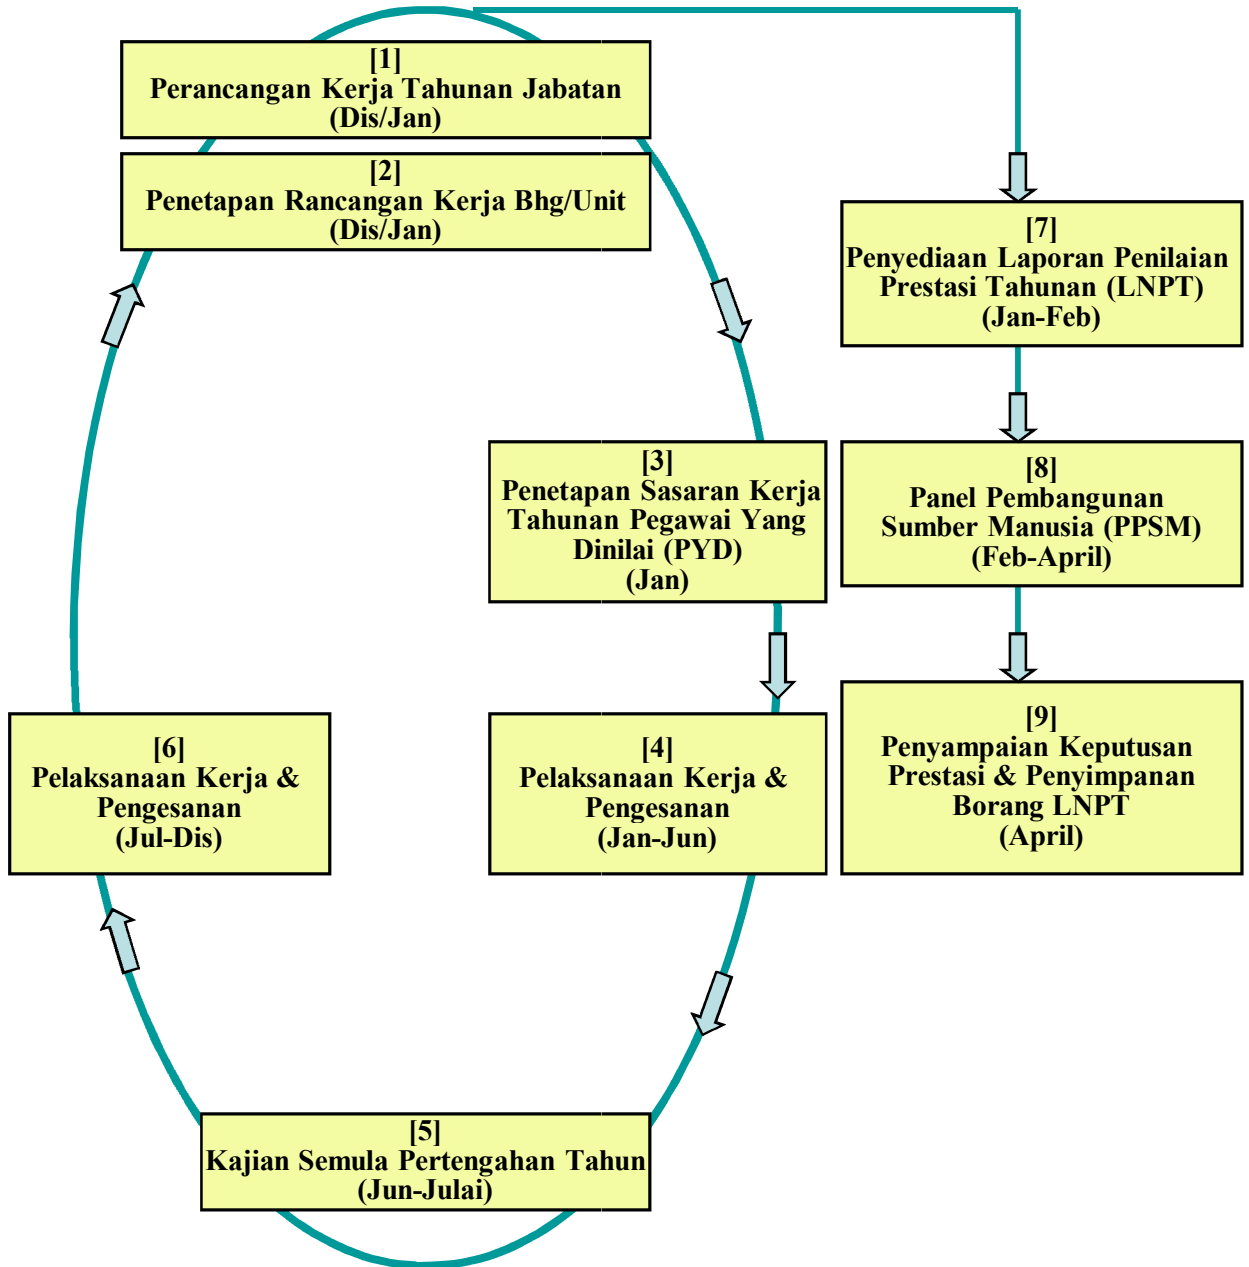 [1]
Perancangan Kerja Tahunan Jabatan
(Dis/Jan)
[2]
Penetapan Rancangan Kerja Bhg/Unit
(Dis/Jan)
[3]
Penetapan Sasaran Kerja
Tahunan Pegawai Yang
Dinilai (PYD)
(Jan)
[4]
Pelaksanaan Kerja &
Pengesanan
(Jan-Jun)
[5]
Kajian Semula Pertengahan Tahun
(Jun-Julai)
[6]
Pelaksanaan Kerja &
Pengesanan
(Jul-Dis)
[7]
Penyediaan Laporan Penilaian
Prestasi Tahunan (LNPT)
(Jan-Feb)
[8]
Panel Pembangunan
Sumber Manusia (PPSM)
(Feb-April)
[9]
Penyampaian Keputusan
Prestasi & Penyimpanan
Borang LNPT
(April)